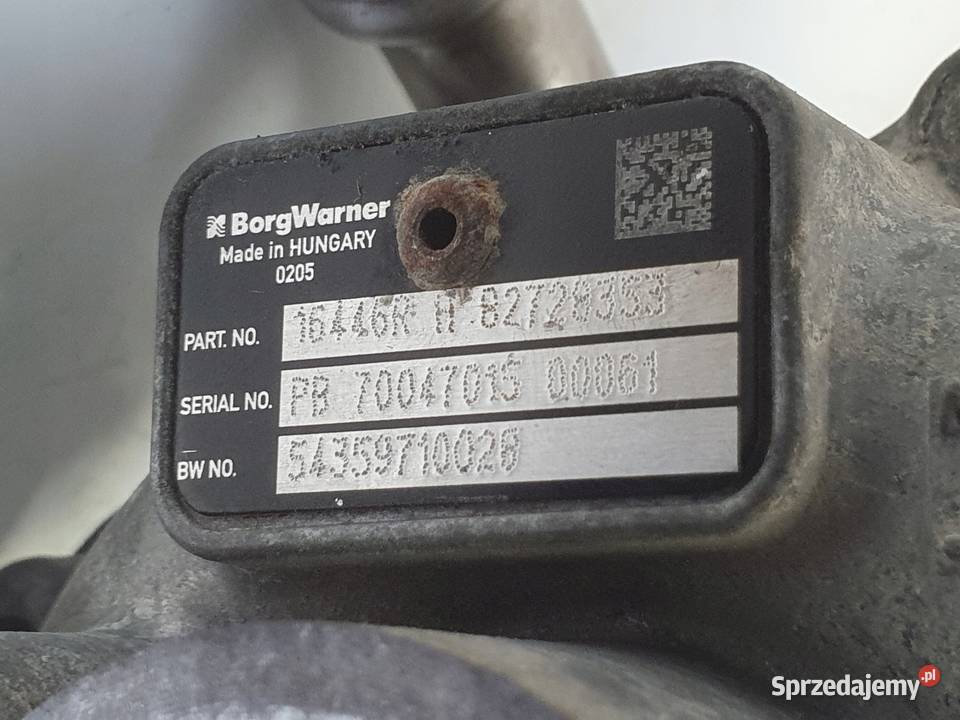 BorgWarner
Made in HUNGARY
0205
PART. NO. 16446R H 82728353
SERIAL NO. PB 70047015 00061
BW NO. 54359710028
Sprzedajemy.pl